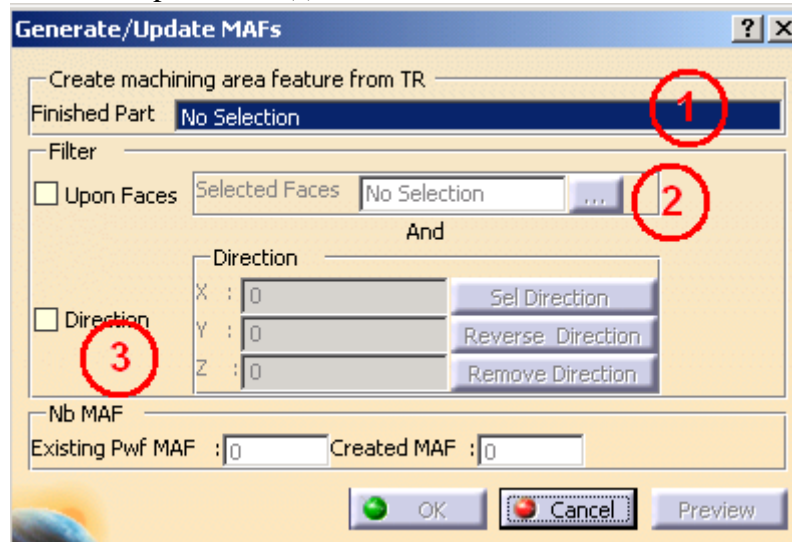 Generate/Update MAFs ? X
Create machining area feature from TR
Finished Part No Selection 1
Filter
Upon Faces Selected Faces No Selection ... 2
And
Direction
X : 0 Sel Direction
Direction Y : 0 Reverse Direction
3 Z : 0 Remove Direction
Nb MAF
Existing Pwf MAF : 0 Created MAF : 0
OK Cancel Preview